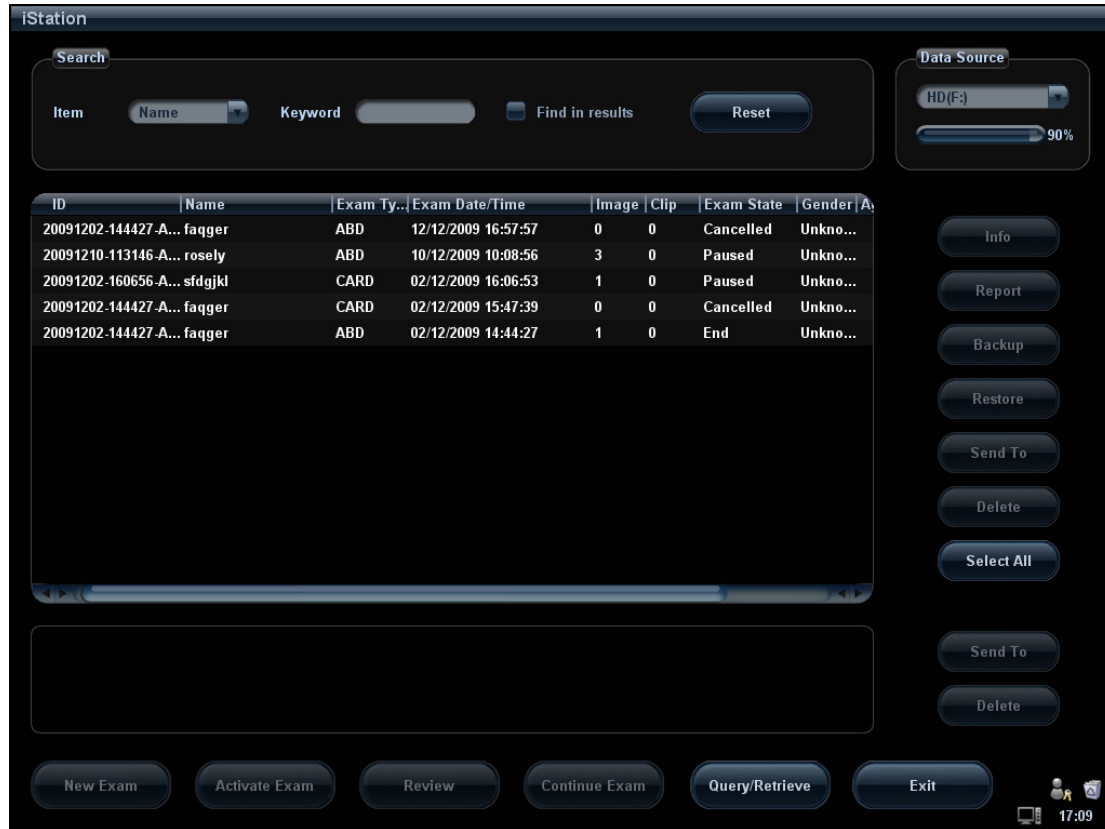 iStation
Search
Data Source
Item Name Keyword Find in results Reset
HD(F:)
90%
ID Name Exam Ty... Exam Date/Time Image Clip Exam State Gender
20091202-144427-A... faqger ABD 12/12/2009 16:57:57 0 0 Cancelled Unkno...
20091210-113146-A... rosely ABD 10/12/2009 10:08:56 3 0 Paused Unkno...
20091202-160656-A... sfdgjkl CARD 02/12/2009 16:06:53 1 0 Paused Unkno...
20091202-144427-A... faqger CARD 02/12/2009 15:47:39 0 0 Cancelled Unkno...
20091202-144427-A... faqger ABD 02/12/2009 14:44:27 1 0 End Unkno...
Info
Report
Backup
Restore
Send To
Delete
Select All
Send To
Delete
New Exam Activate Exam Review Continue Exam Query/Retrieve Exit
17:09